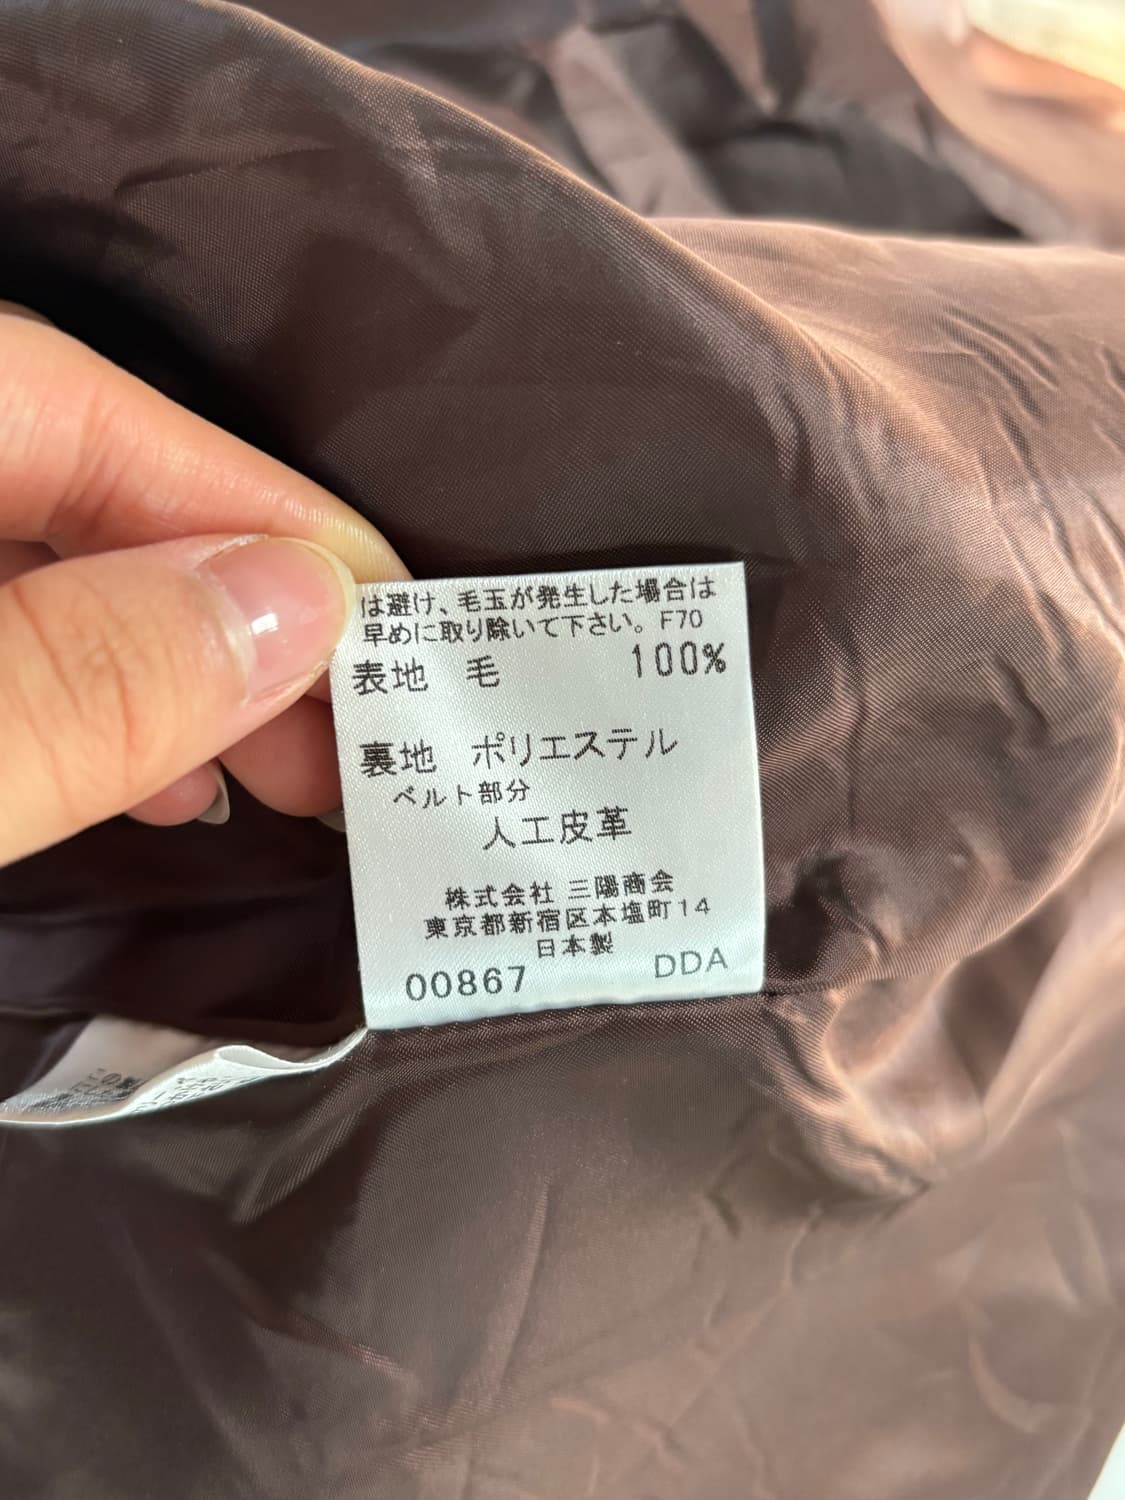 は避け、毛玉が発生した場合は
早めに取り除いて下さい。F70
表地 毛 100%
裏地 ポリエステル
ベルト部分
人工皮革
株式会社 三陽商会
東京都新宿区本塩町14
日本製
00867 DDA
この製